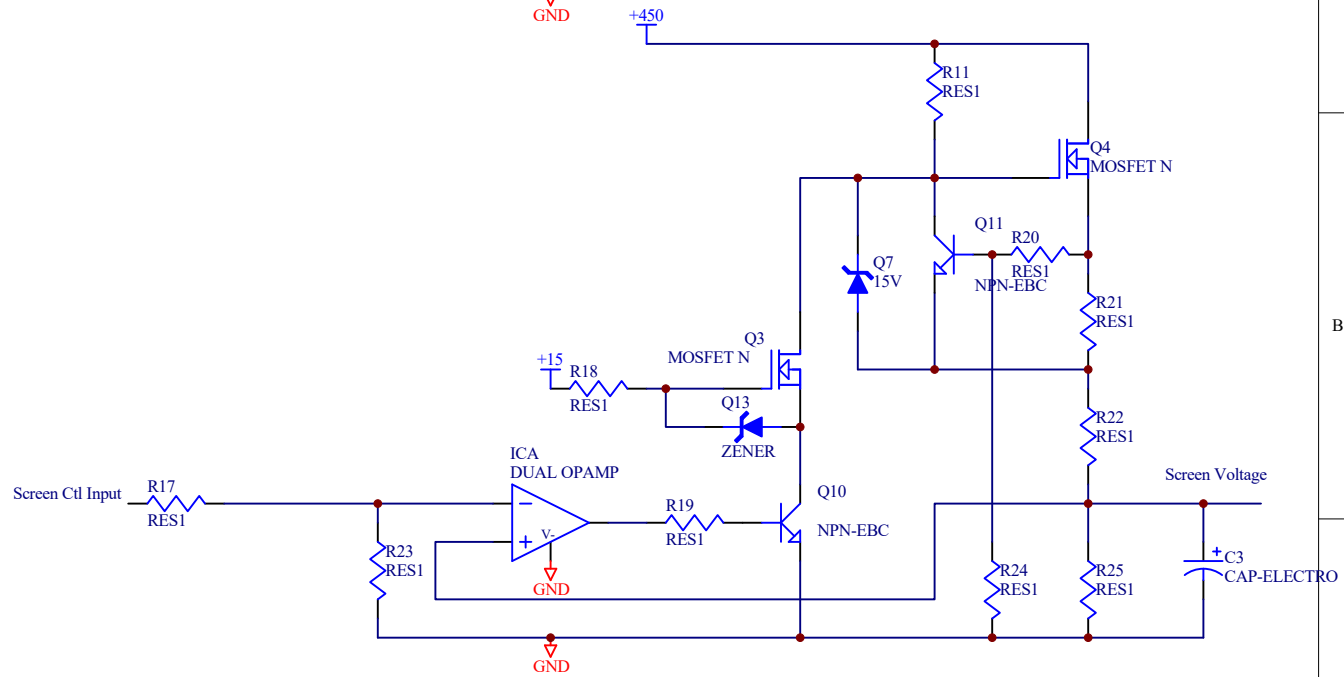 GND
+450
R11
RES1
Q4
MOSFET N
Q11
R20
RES1
NPN-EBC
Q7
15V
R21
RES1
Q3
MOSFET N
+15
R18
RES1
Q13
ZENER
R22
RES1
ICA
DUAL OPAMP
Screen Voltage
Screen Ctl Input
R17
RES1
R19
RES1
Q10
NPN-EBC
V-
GND
R23
RES1
R24
RES1
R25
RES1
+
C3
CAP-ELECTRO
GND
B